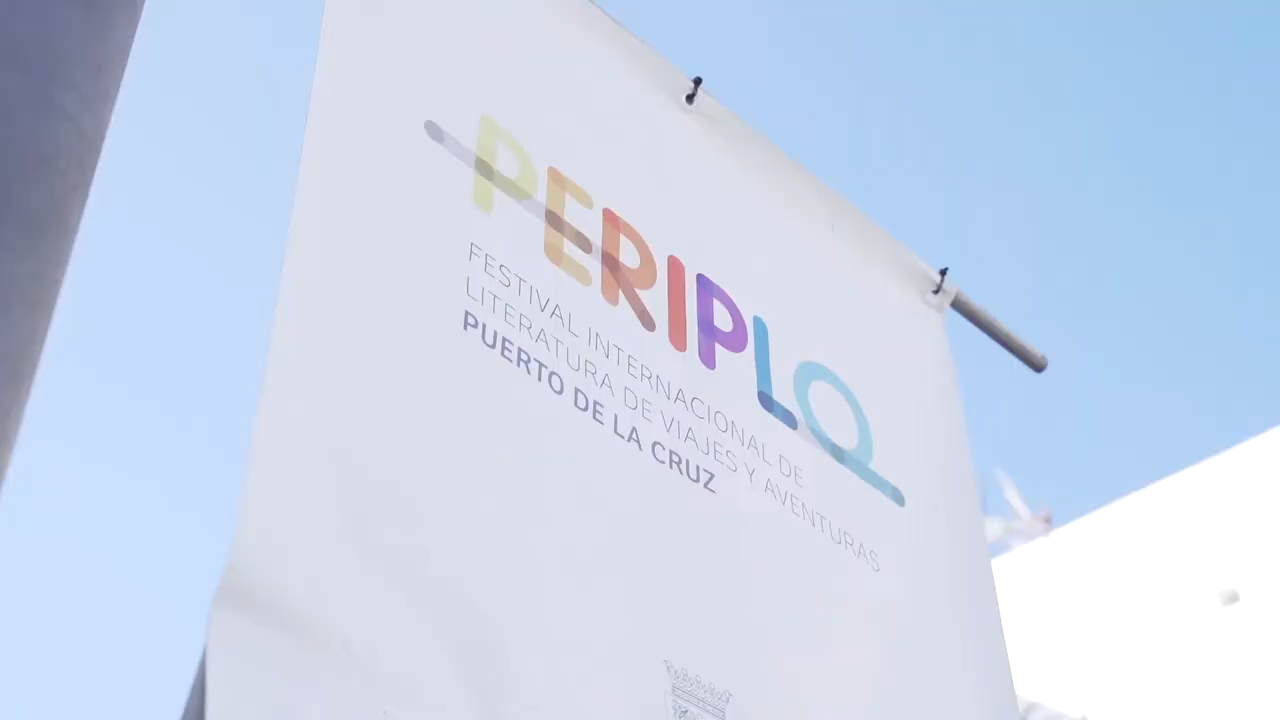 PERIPLO
FESTIVAL INTERNACIONAL DE
LITERATURA DE VIAJES Y AVENTURAS
PUERTO DE LA CRUZ